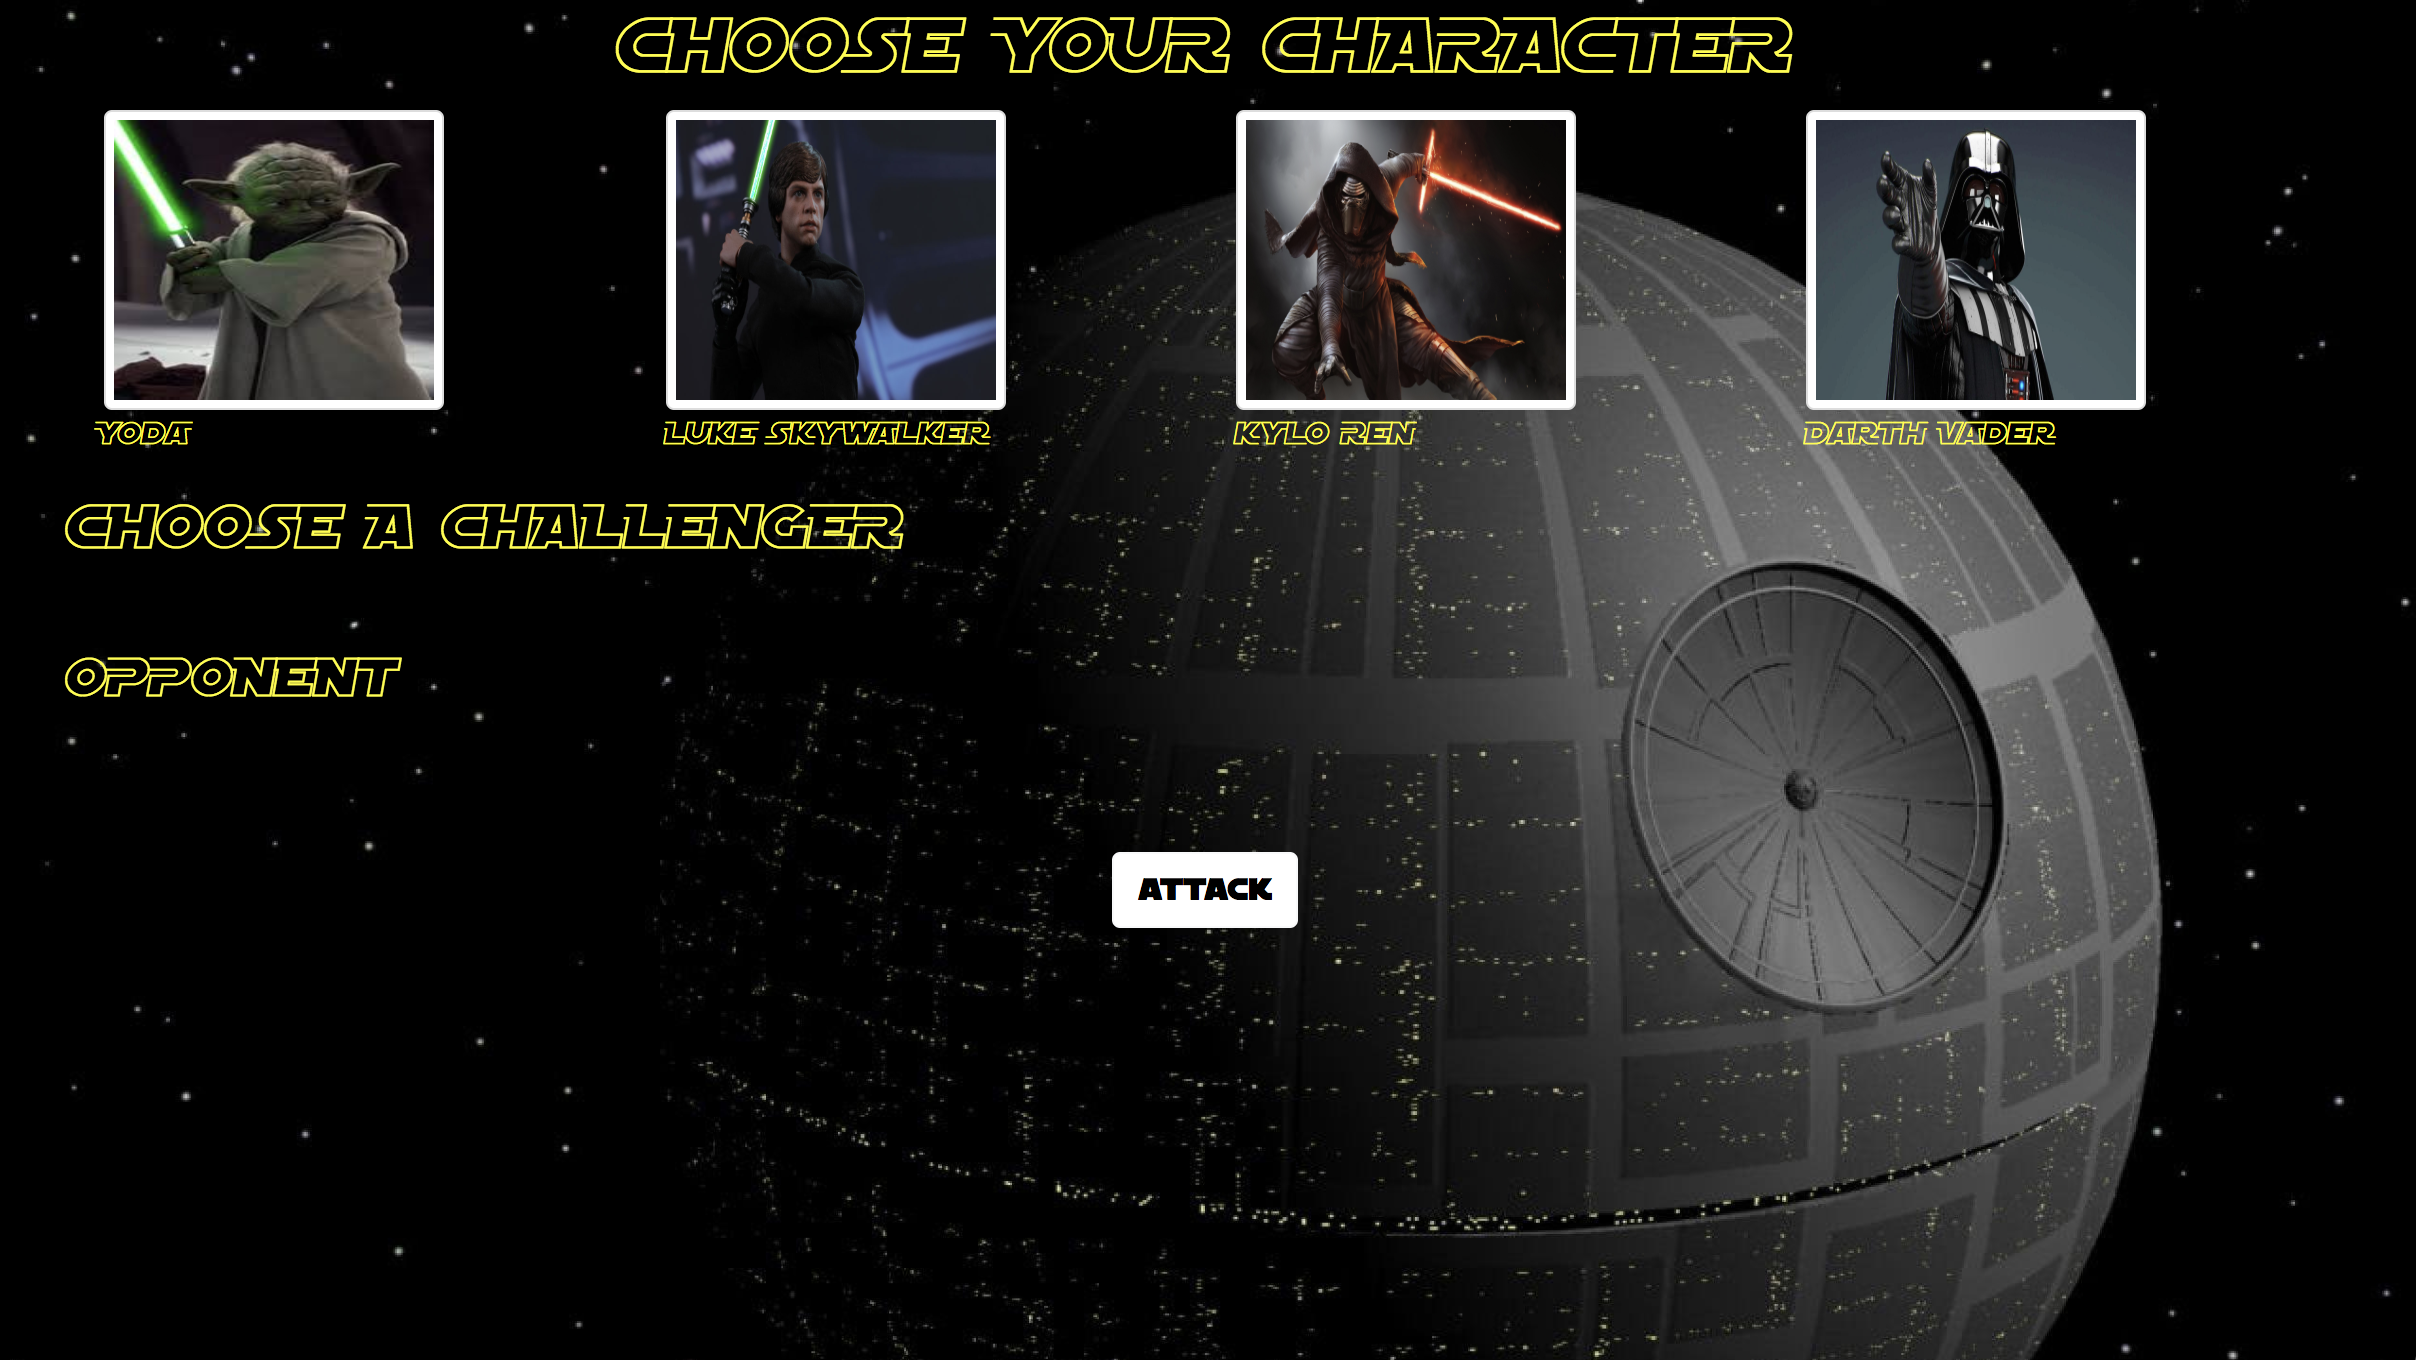 CHOOSE YOUR CHARACTER
YODA
LUKE SKYWALKER
KYLO REN
DARTH VADER
CHOOSE A CHALLENGER
OPPONENT
ATTACK